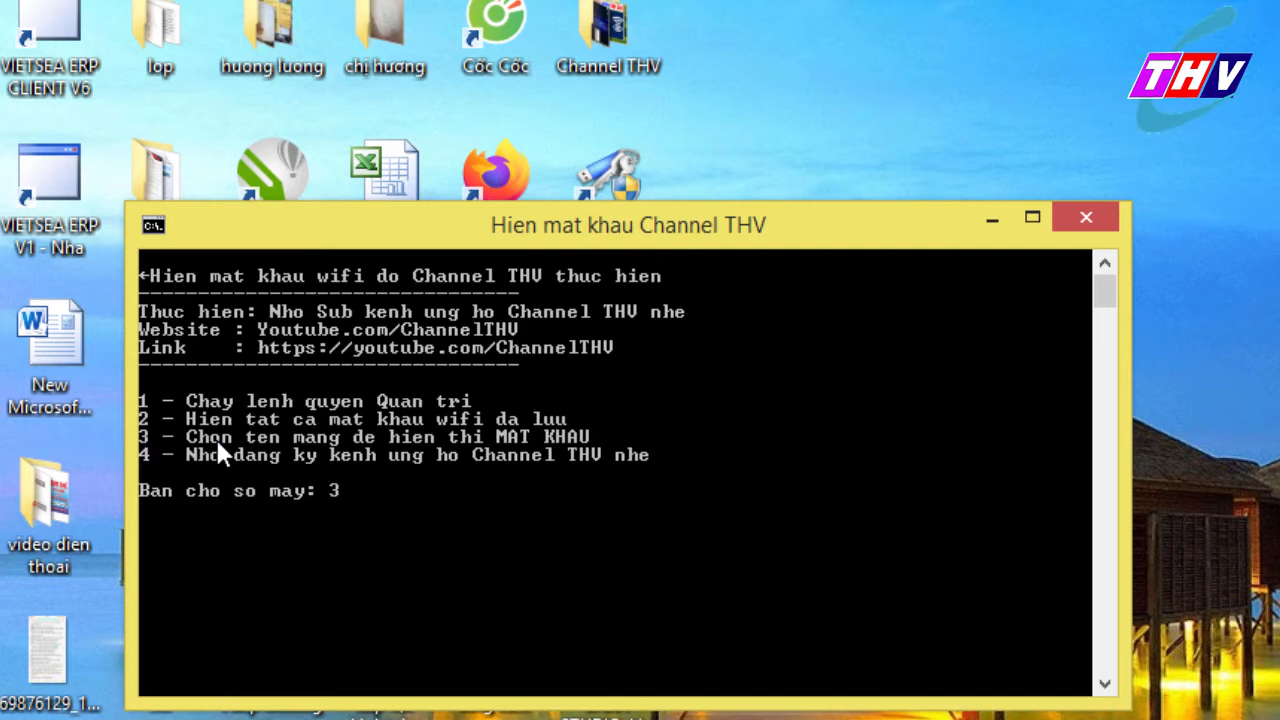 VIETSEA ERP
CLIENT V6
lop
huong luong
chị hương
Cốc Cốc
Channel THV
THV
VIETSEA ERP
V1 - Nha
New
Microsof...
video dien
thoai
69876129_1...
Hien mat khau Channel THV
←Hien mat khau wifi do Channel THV thuc hien
--------------------------------
Thuc hien: Nho Sub kenh ung ho Channel THV nhe
Website : Youtube.com/ChannelTHV
Link    : https://youtube.com/ChannelTHV
--------------------------------
1 - Chay lenh quyen Quan tri
2 - Hien tat ca mat khau wifi da luu
3 - Chon ten mang de hien thi MAT KHAU
4 - Nho dang ky kenh ung ho Channel THV nhe
Ban cho so may: 3